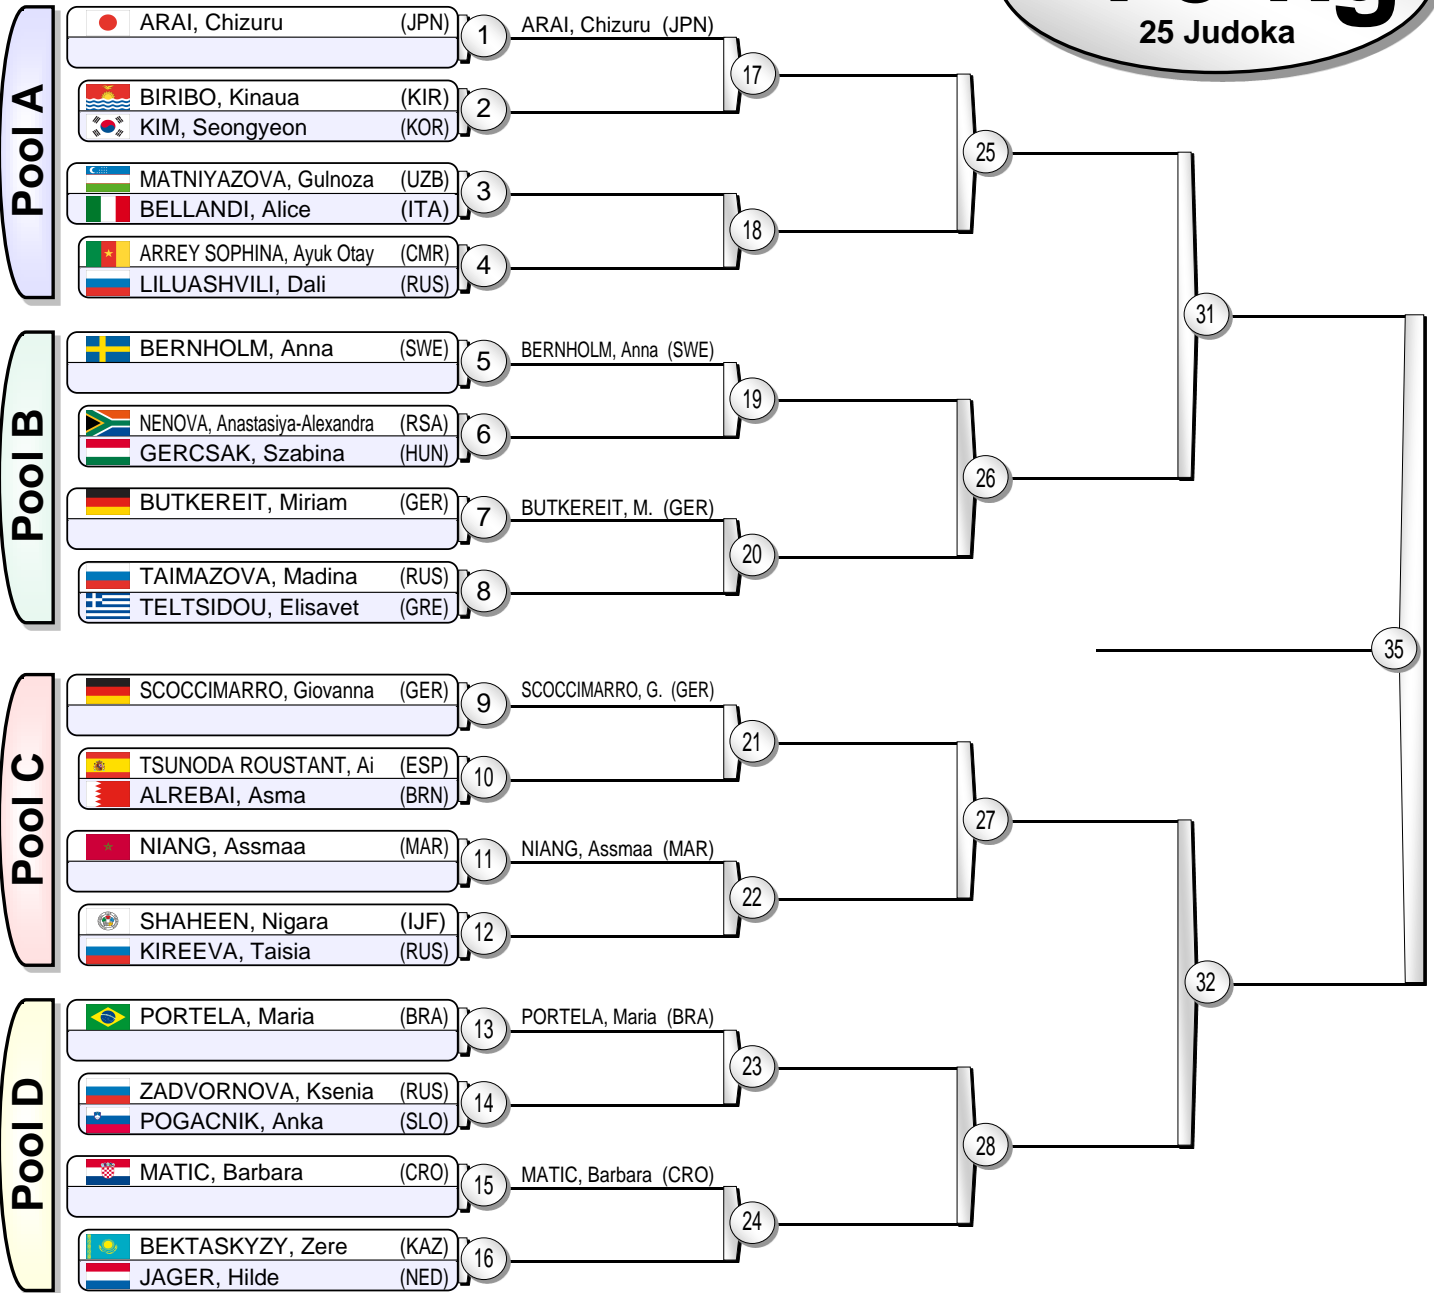 25 Judoka
Pool A
ARAI, Chizuru (JPN) 1 ARAI, Chizuru (JPN)
17
BIRIBO, Kinaua (KIR) 2
KIM, Seongyeon (KOR)
25
MATNIYAZOVA, Gulnoza (UZB) 3
BELLANDI, Alice (ITA)
18
ARREY SOPHINA, Ayuk Otay (CMR) 4
LILUASHVILI, Dali (RUS)
31
Pool B
BERNHOLM, Anna (SWE) 5 BERNHOLM, Anna (SWE)
19
NENOVA, Anastasiya-Alexandra (RSA) 6
GERCSAK, Szabina (HUN)
26
BUTKEREIT, Miriam (GER) 7 BUTKEREIT, M. (GER)
20
TAIMAZOVA, Madina (RUS) 8
TELTSIDOU, Elisavet (GRE)
35
Pool C
SCOCCIMARRO, Giovanna (GER) 9 SCOCCIMARRO, G. (GER)
21
TSUNODA ROUSTANT, Ai (ESP) 10
ALREBAI, Asma (BRN)
27
NIANG, Assmaa (MAR) 11 NIANG, Assmaa (MAR)
22
SHAHEEN, Nigara (IJF) 12
KIREEVA, Taisia (RUS)
32
Pool D
PORTELA, Maria (BRA) 13 PORTELA, Maria (BRA)
23
ZADVORNOVA, Ksenia (RUS) 14
POGACNIK, Anka (SLO)
28
MATIC, Barbara (CRO) 15 MATIC, Barbara (CRO)
24
BEKTASKYZY, Zere (KAZ) 16
JAGER, Hilde (NED)